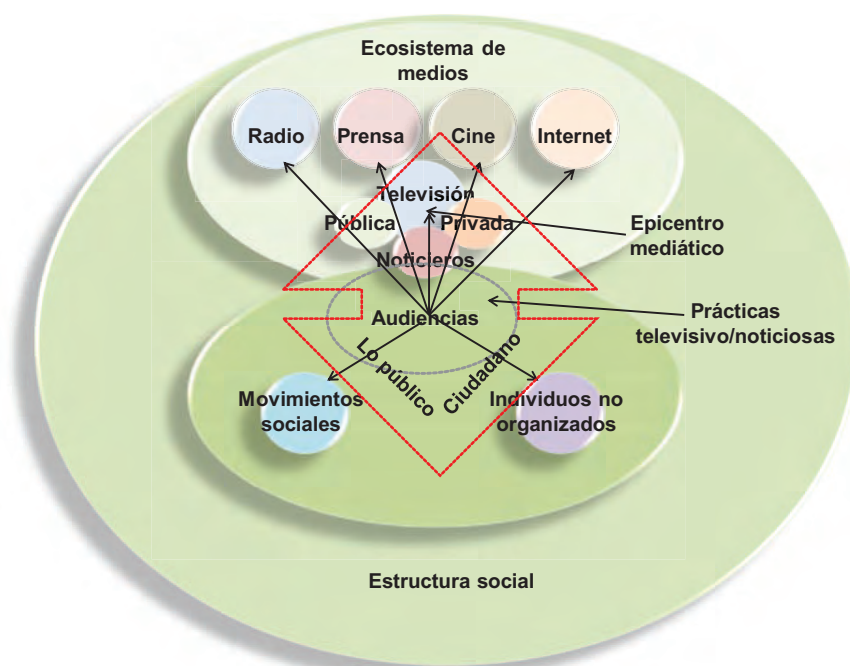 Ecosistema de
medios
Radio
Prensa
Cine
Internet
Televisión
Pública
Privada
Noticieros
Epicentro
mediático
Audiencias
Prácticas
televisivo/noticiosas
Lo público
Ciudadano
Movimientos
sociales
Individuos no
organizados
Estructura social